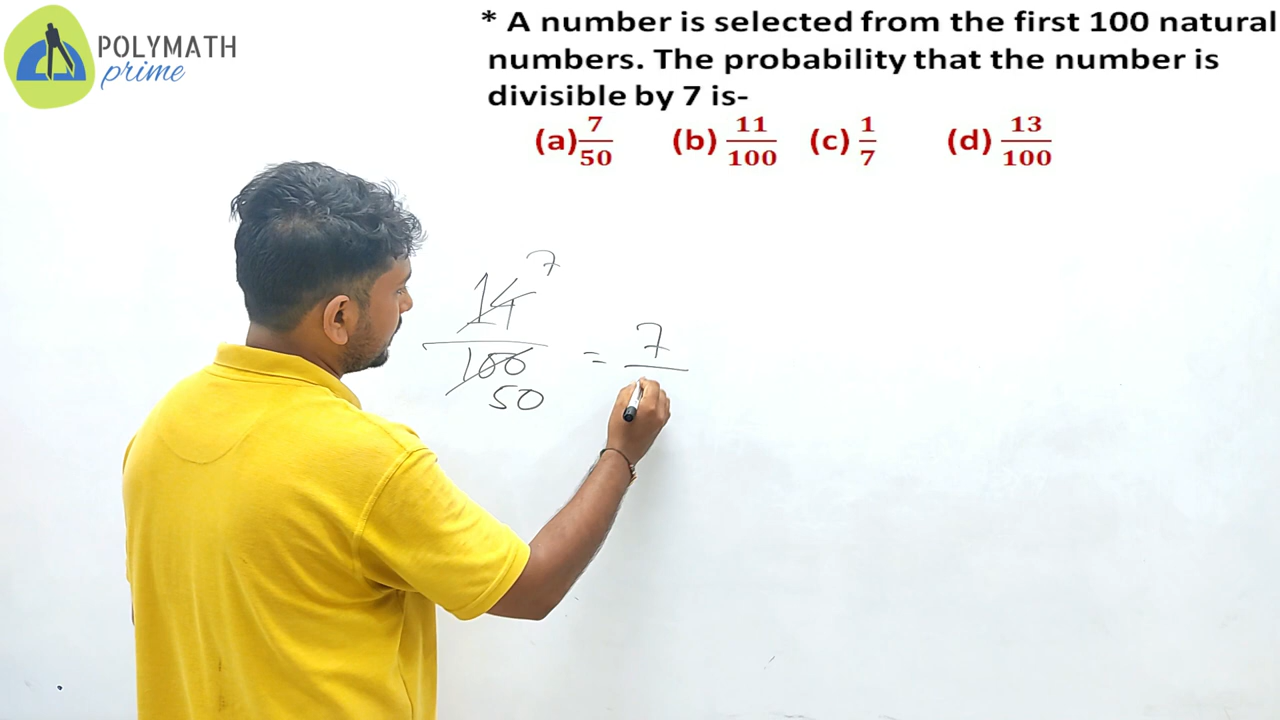 POLYMATH
prime
* A number is selected from the first 100 natural
numbers. The probability that the number is
divisible by 7 is-
(a) 7/50 (b) 11/100 (c) 1/7 (d) 13/100
14 7
100 = 7
50